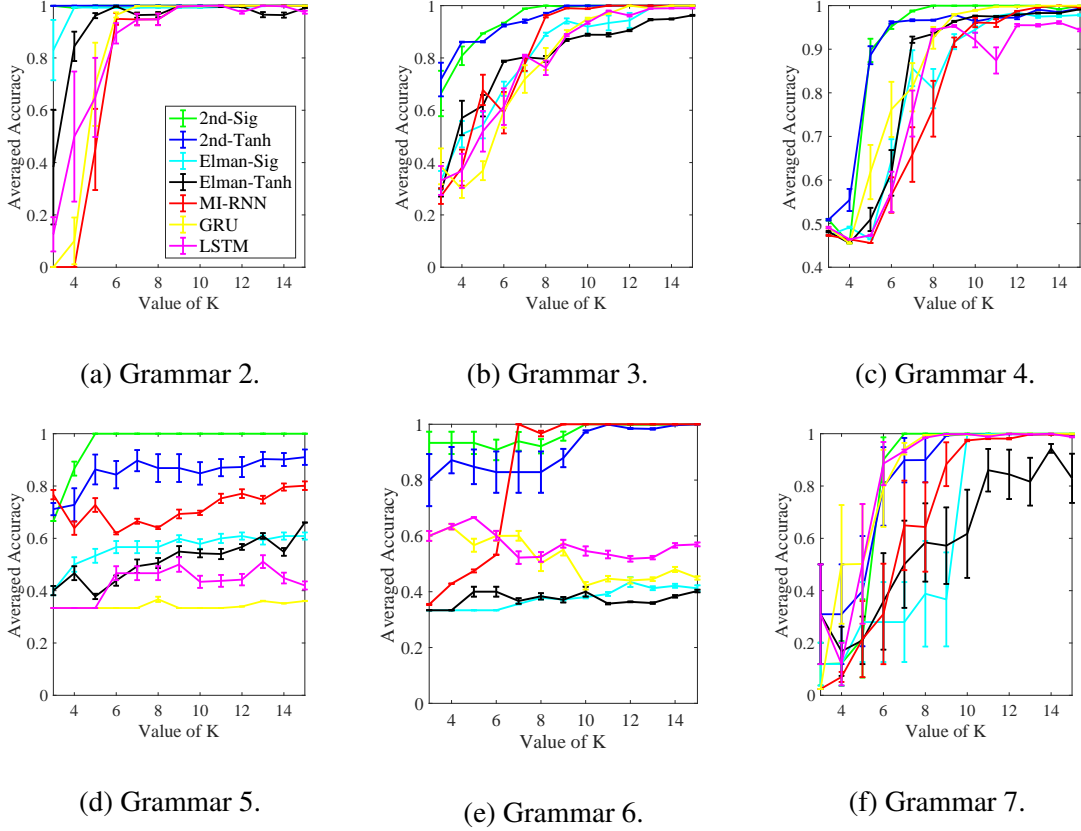 1
0.8
0.6
0.4
0.2
0
Averaged Accuracy
4 6 8 10 12 14
Value of K
2nd-Sig
2nd-Tanh
Elman-Sig
Elman-Tanh
MI-RNN
GRU
LSTM
(a) Grammar 2.
1
0.8
0.6
0.4
0.2
0
Averaged Accuracy
4 6 8 10 12 14
Value of K
(b) Grammar 3.
1
0.9
0.8
0.7
0.6
0.5
0.4
Averaged Accuracy
4 6 8 10 12 14
Value of K
(c) Grammar 4.
1
0.8
0.6
0.4
0.2
0
Averaged Accuracy
4 6 8 10 12 14
Value of K
(d) Grammar 5.
1
0.8
0.6
0.4
0.2
0
Averaged Accuracy
4 6 8 10 12 14
Value of K
(e) Grammar 6.
1
0.8
0.6
0.4
0.2
0
Averaged Accuracy
4 6 8 10 12 14
Value of K
(f) Grammar 7.